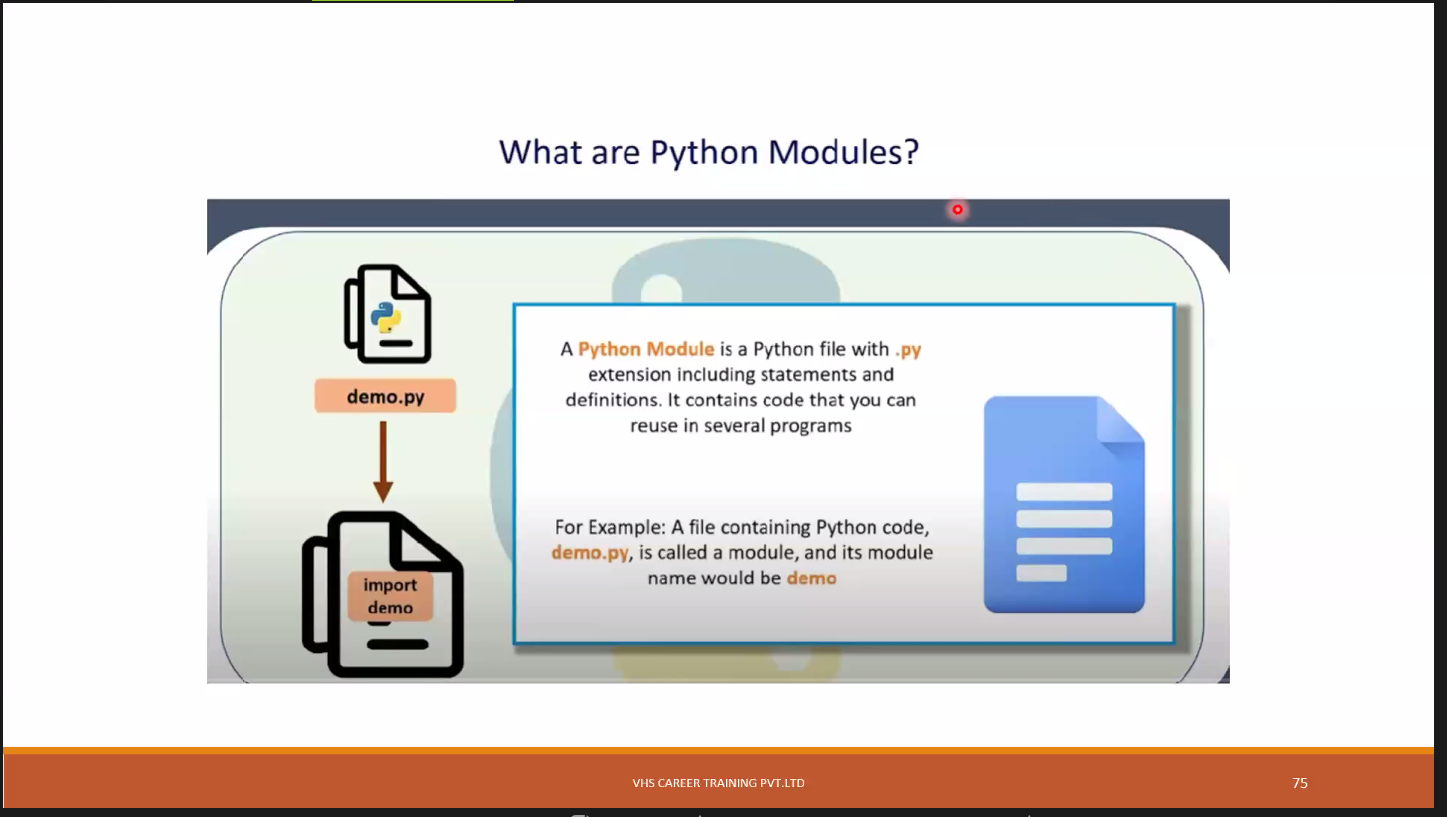 What are Python Modules?
demo.py
import
demo
A Python Module is a Python file with .py
extension including statements and
definitions. It contains code that you can
reuse in several programs
For Example: A file containing Python code,
demo.py, is called a module, and its module
name would be demo
VHS CAREER TRAINING PVT.LTD
75